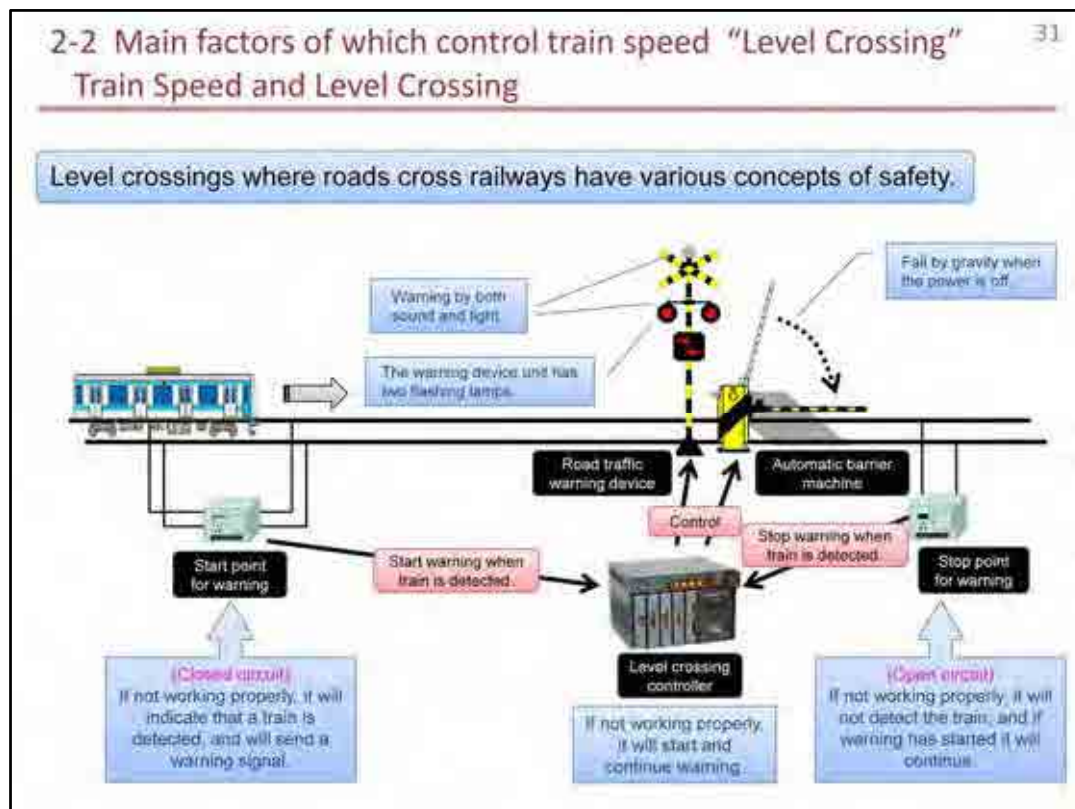 2-2 Main factors of which control train speed “Level Crossing”
31
Train Speed and Level Crossing
Level crossings where roads cross railways have various concepts of safety.
Warning by both
sound and light.
Fall by gravity when
the power is off.
The warning device unit has
two flashing lamps.
Road traffic
warning device
Automatic barrier
machine
Control
Start point
for warning
Start warning when
train is detected.
Stop warning when
train is detected.
Stop point
for warning
Level crossing
controller
(Closed circuit)
If not working properly, it will
indicate that a train is
detected, and will send a
warning signal.
If not working properly,
it will start and
continue warning.
(Open circuit)
If not working properly, it will
not detect the train, and if
warning has started it will
continue.